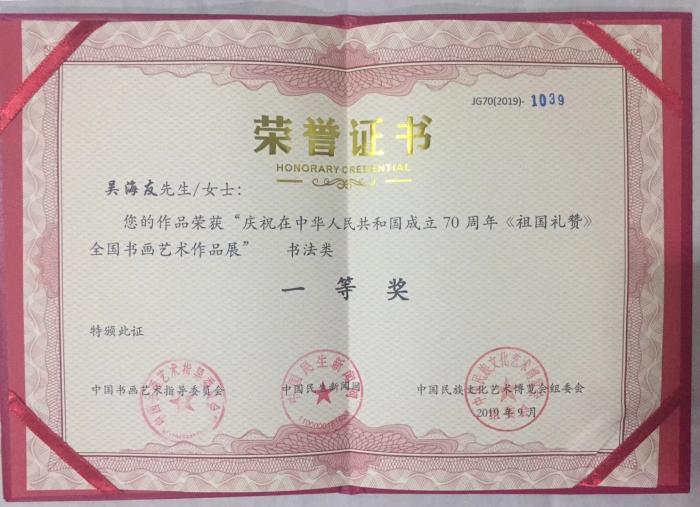 JG70(2019)- 1039
荣誉证书
HONORARY CREDENTIAL
吴海友先生/女士：
您的作品荣获“庆祝在中华人民共和国成立70周年《祖国礼赞》
全国书画艺术作品展” 书法类
一等奖
特颁此证
中国书画艺术指导委员会 中国民生新闻网 中国民族文化艺术博览会组委会
2019年9月